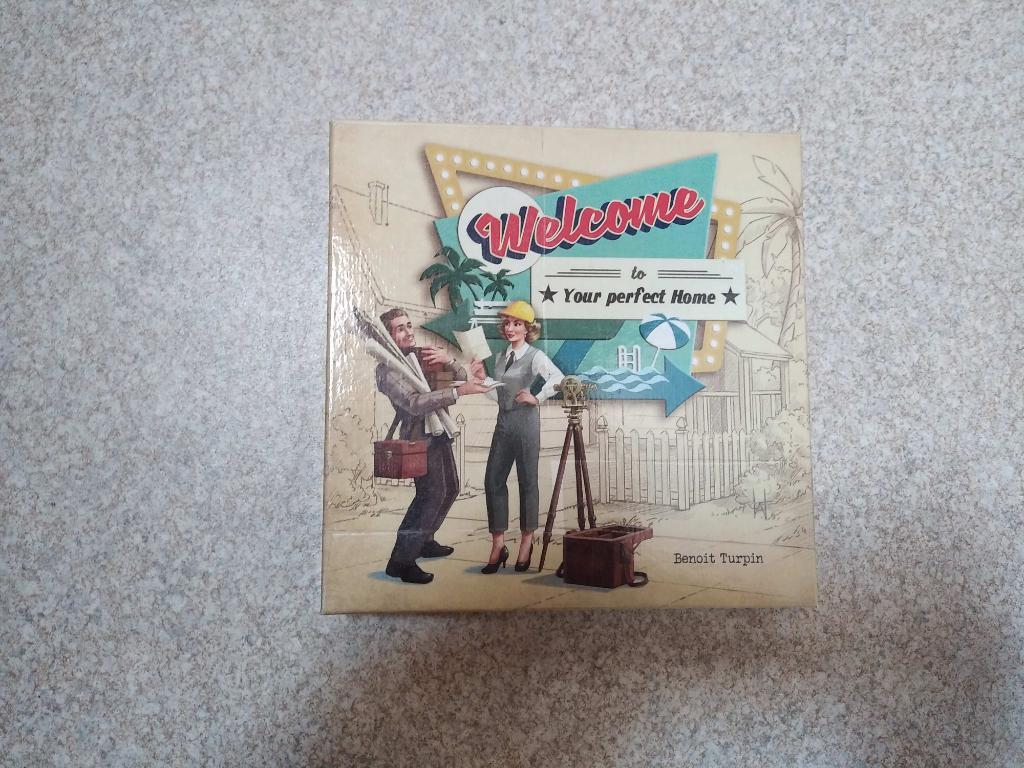 Welcome
to
★ Your perfect Home ★
Benoit Turpin